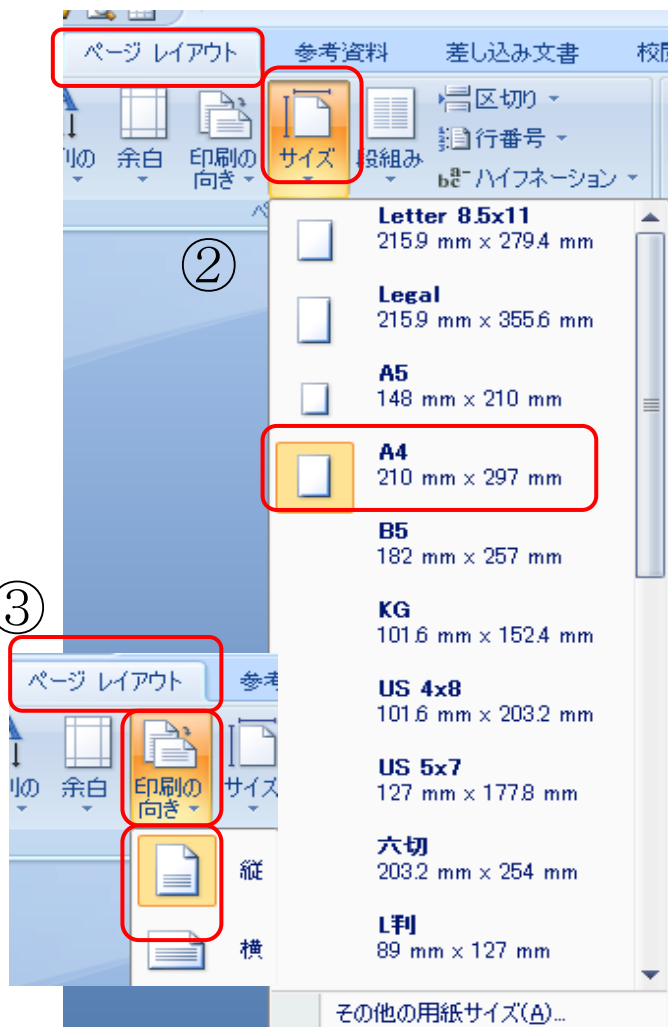 ページ レイアウト 参考資料 差し込み文書
余白 印刷の向き サイズ 段組み
区切り
行番号
ハイフネーション
②
Letter 8.5x11
215.9 mm x 279.4 mm
Legal
215.9 mm x 355.6 mm
A5
148 mm x 210 mm
A4
210 mm x 297 mm
B5
182 mm x 257 mm
KG
101.6 mm x 152.4 mm
US 4x8
101.6 mm x 203.2 mm
US 5x7
127 mm x 177.8 mm
六切
203.2 mm x 254 mm
L判
89 mm x 127 mm
その他の用紙サイズ(A)...
③
ページ レイアウト
余白 印刷の向き サイズ
縦
横